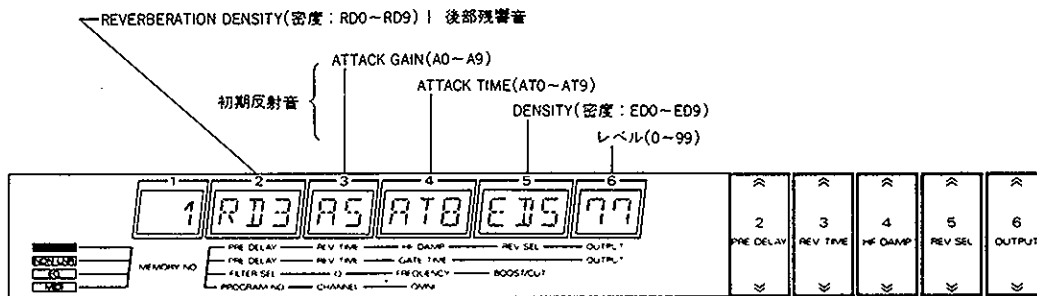 REVERBERATION DENSITY(密度：RD0～RD9) | 後部残響音
ATTACK GAIN(A0～A9)
初期反射音
ATTACK TIME(AT0～AT9)
DENSITY(密度：ED0～ED9)
レベル(0～99)
1 2 3 4 5 6
1 RD3 A5 AT8 ED5 77
2 PRE DELAY
3 REV TIME
4 HF DAMP
5 REV SEL
6 OUTPUT
MEMORY NO.
PRE DELAY REV TIME HF DAMP REV SEL OUTPUT
NON LINR PRE DELAY REV TIME GATE TIME OUTPUT
EQ FILTER SEL Q FREQUENCY BOOST/CUT
MIDI PROGRAM NO. CHANNEL OMNI